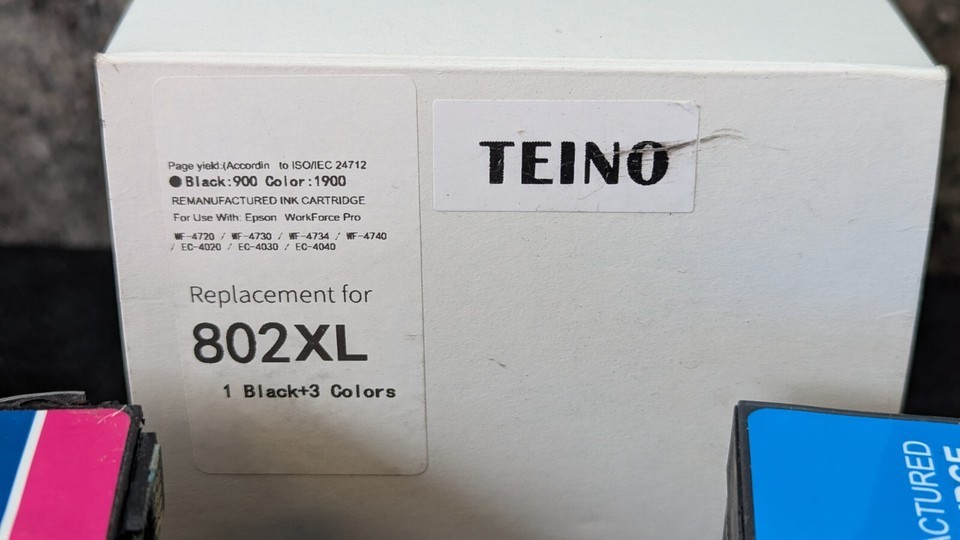 Page yield:(Accordin to ISO/IEC 24712
Black:900 Color:1900
REMANUFACTURED INK CARTRIDGE
For Use With: Epson WorkForce Pro
WF-4720 / WF-4730 / WF-4734 / WF-4740
/ EC-4020 / EC-4030 / EC-4040
Replacement for
802XL
1 Black+3 Colors
TEINO
ACTURED